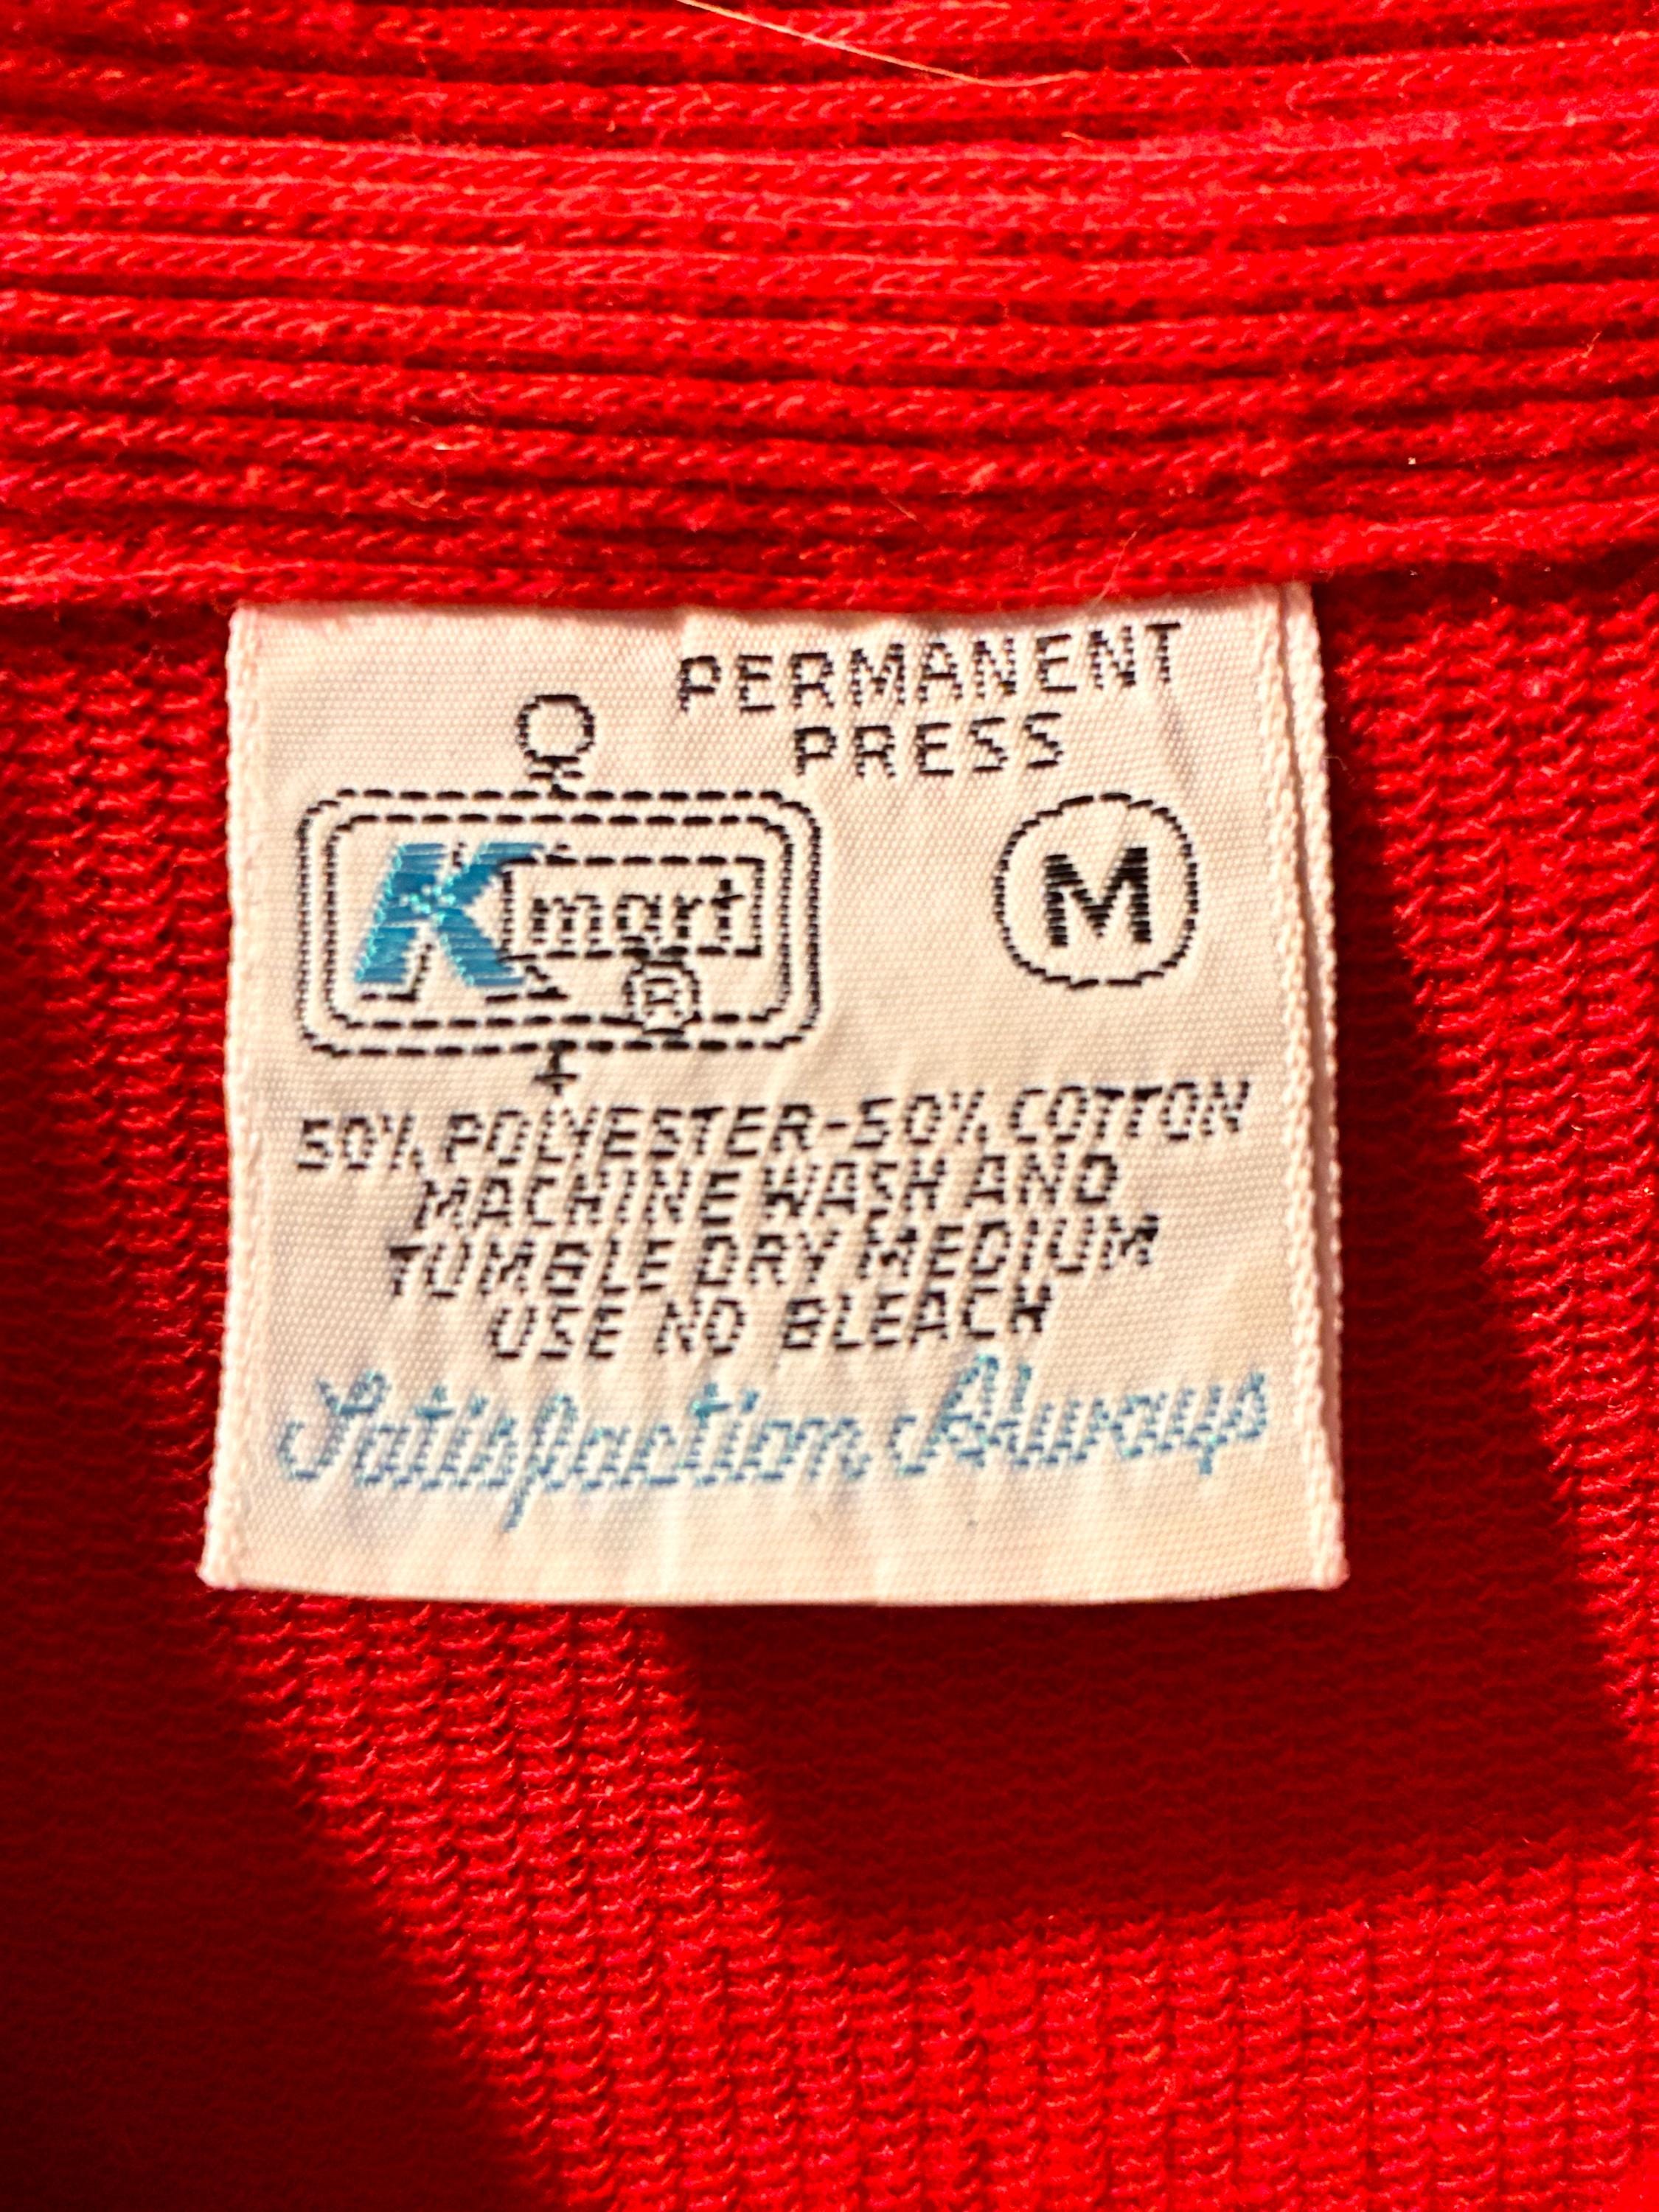 PERMANENT
PRESS
Kmart®
M
50% POLYESTER-50% COTTON
MACHINE WASH AND
TUMBLE DRY MEDIUM
USE NO BLEACH
Satisfaction Always